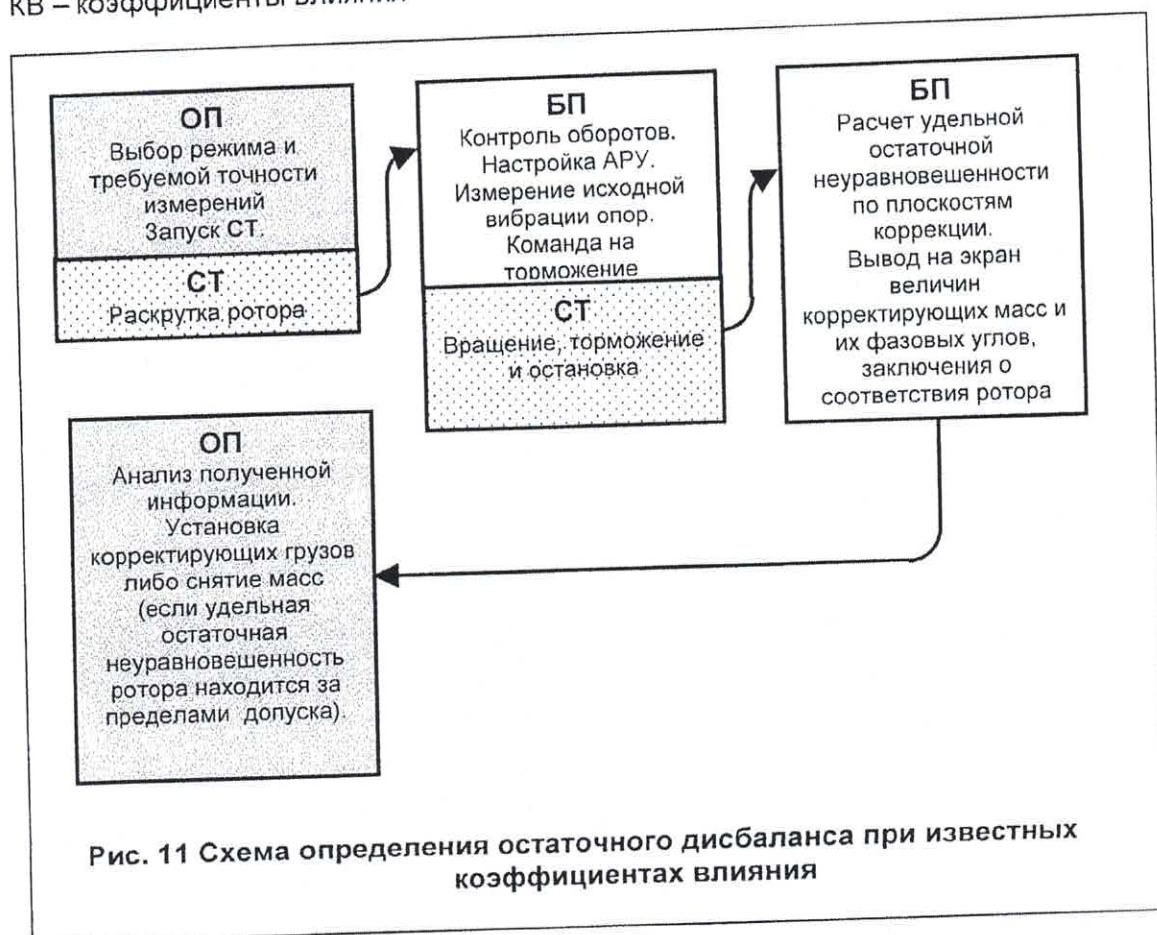 КВ – коэффициенты влияния
ОП
Выбор режима и
требуемой точности
измерений
Запуск СТ.
СТ
Раскрутка ротора
БП
Контроль оборотов.
Настройка АРУ.
Измерение исходной
вибрации опор.
Команда на
торможение
СТ
Вращение, торможение
и остановка
БП
Расчет удельной
остаточной
неуравновешенности
по плоскостям
коррекции.
Вывод на экран
величин
корректирующих масс и
их фазовых углов,
заключения о
соответствия ротора
ОП
Анализ полученной
информации.
Установка
корректирующих грузов
либо снятие масс
(если удельная
остаточная
неуравновешенность
ротора находится за
пределами допуска).
Рис. 11 Схема определения остаточного дисбаланса при известных
коэффициентах влияния